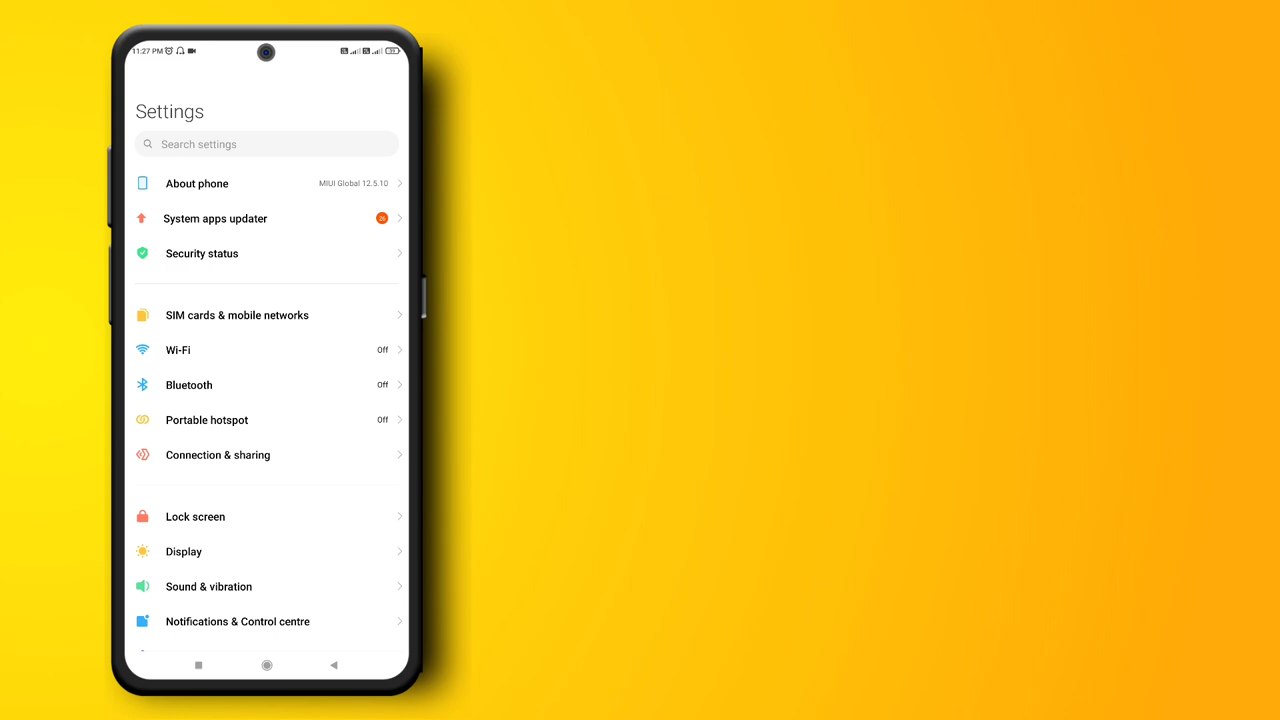 11:27 PM
Settings
Search settings
About phone MIUI Global 12.5.10
System apps updater 26
Security status
SIM cards & mobile networks
Wi-Fi Off
Bluetooth Off
Portable hotspot Off
Connection & sharing
Lock screen
Display
Sound & vibration
Notifications & Control centre